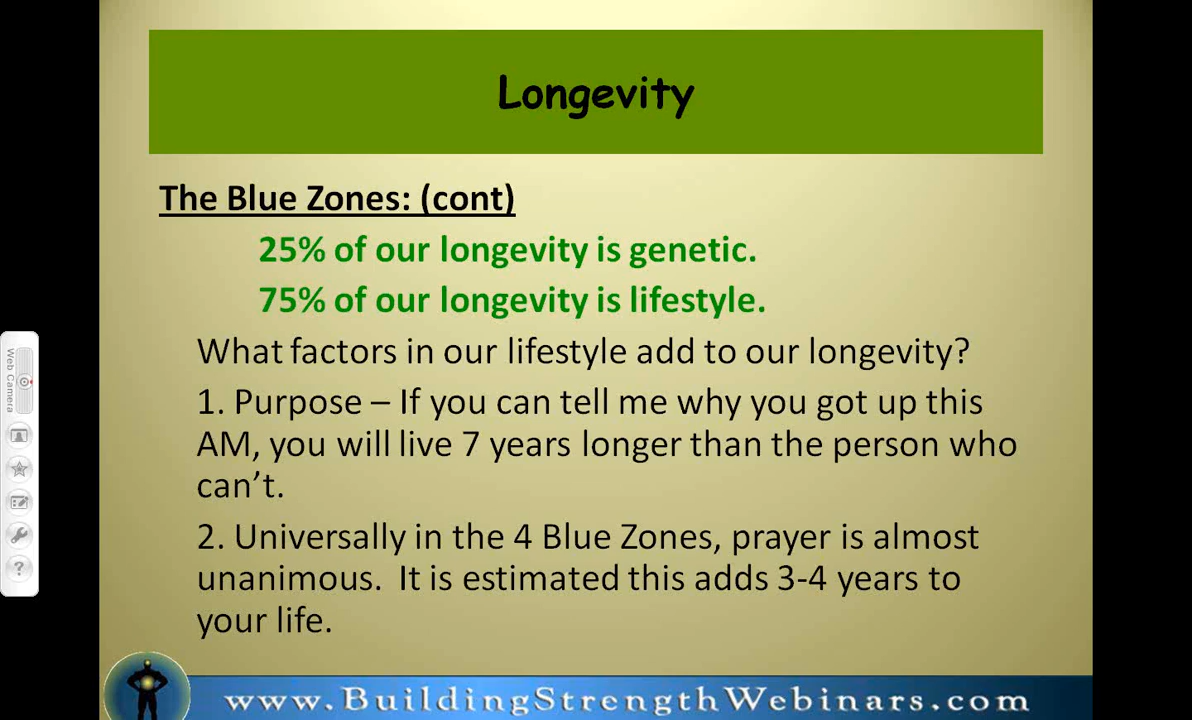 Longevity
The Blue Zones: (cont)
25% of our longevity is genetic.
75% of our longevity is lifestyle.
What factors in our lifestyle add to our longevity?
1. Purpose – If you can tell me why you got up this
AM, you will live 7 years longer than the person who
can't.
2. Universally in the 4 Blue Zones, prayer is almost
unanimous.  It is estimated this adds 3-4 years to
your life.
Web Camera
?
www.BuildingStrengthWebinars.com